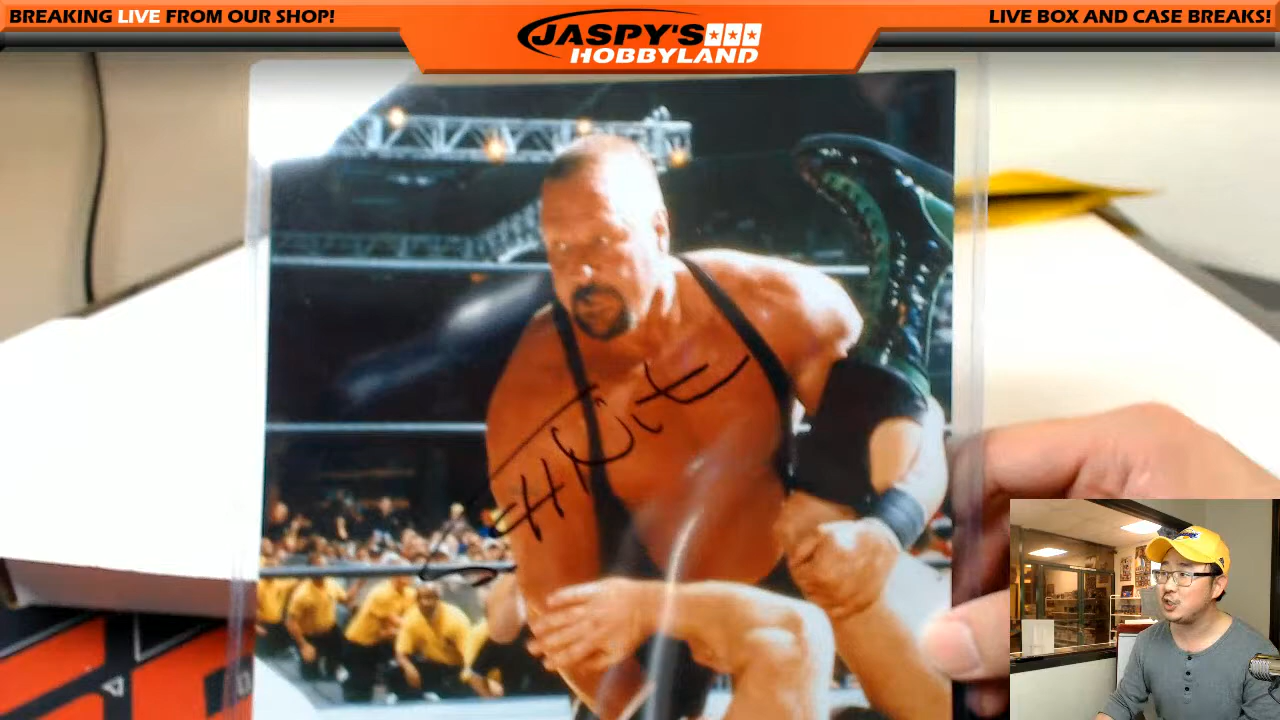 BREAKING LIVE FROM OUR SHOP!
JASPY'S
HOBBYLAND
LIVE BOX AND CASE BREAKS!